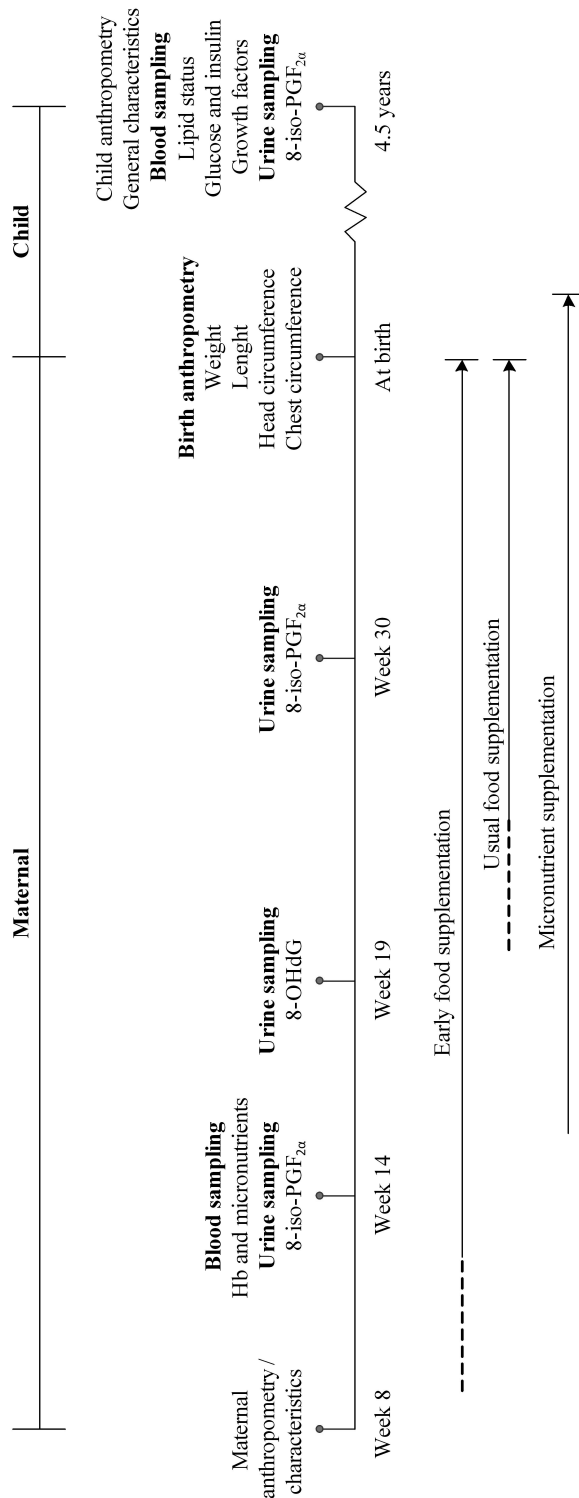 Maternal
Child
Maternal
anthropometry /
characteristics
Blood sampling
Hb and micronutrients
Urine sampling
8-iso-PGF2α
Urine sampling
8-OHdG
Urine sampling
8-iso-PGF2α
Birth anthropometry
Weight
Lenght
Head circumference
Chest circumference
Child anthropometry
General characteristics
Blood sampling
Lipid status
Glucose and insulin
Growth factors
Urine sampling
8-iso-PGF2α
Week 8
Week 14
Week 19
Week 30
At birth
4.5 years
Early food supplementation
Usual food supplementation
Micronutrient supplementation